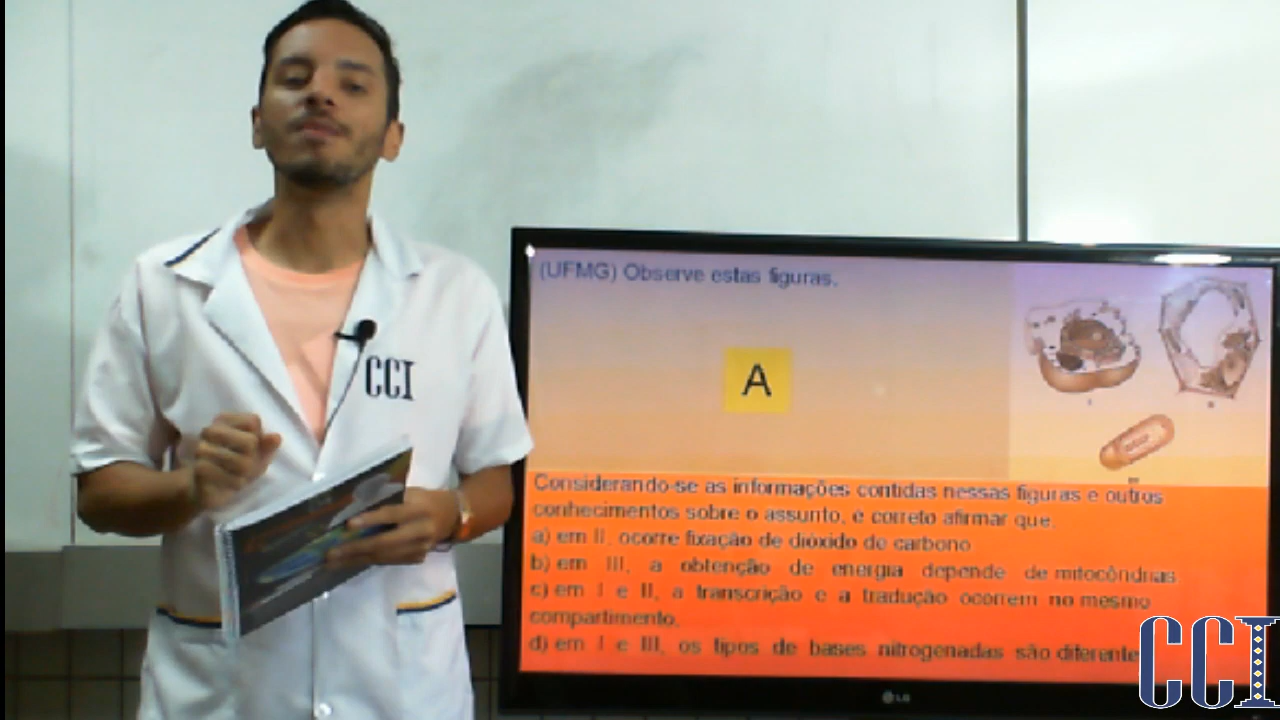 CCI
(UFMG) Observe estas figuras.
A
Considerando-se as informações contidas nessas figuras e outros
conhecimentos sobre o assunto, é correto afirmar que,
a) em II, ocorre fixação de dióxido de carbono
b) em III, a obtenção de energia depende de mitocôndrias
c) em I e II, a transcrição e a tradução ocorrem no mesmo
compartimento.
d) em I e III, os tipos de bases nitrogenadas são diferente
LG
CCI